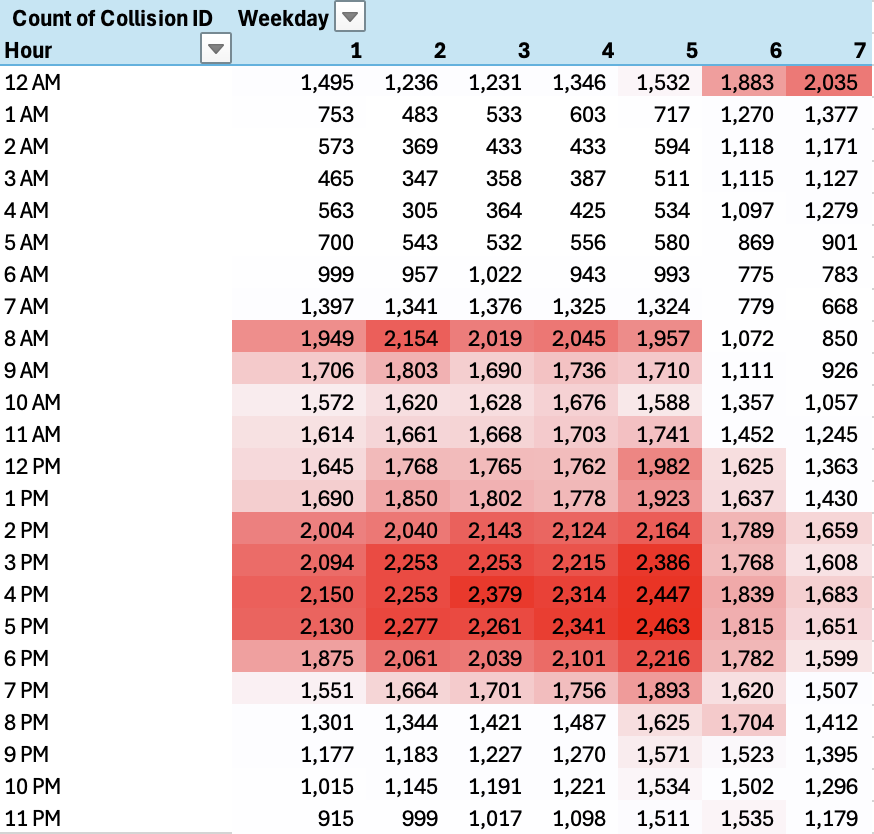 Count of Collision ID Weekday
Hour 1 2 3 4 5 6 7
12 AM 1,495 1,236 1,231 1,346 1,532 1,883 2,035
1 AM 753 483 533 603 717 1,270 1,377
2 AM 573 369 433 433 594 1,118 1,171
3 AM 465 347 358 387 511 1,115 1,127
4 AM 563 305 364 425 534 1,097 1,279
5 AM 700 543 532 556 580 869 901
6 AM 999 957 1,022 943 993 775 783
7 AM 1,397 1,341 1,376 1,325 1,324 779 668
8 AM 1,949 2,154 2,019 2,045 1,957 1,072 850
9 AM 1,706 1,803 1,690 1,736 1,710 1,111 926
10 AM 1,572 1,620 1,628 1,676 1,588 1,357 1,057
11 AM 1,614 1,661 1,668 1,703 1,741 1,452 1,245
12 PM 1,645 1,768 1,765 1,762 1,982 1,625 1,363
1 PM 1,690 1,850 1,802 1,778 1,923 1,637 1,430
2 PM 2,004 2,040 2,143 2,124 2,164 1,789 1,659
3 PM 2,094 2,253 2,253 2,215 2,386 1,768 1,608
4 PM 2,150 2,253 2,379 2,314 2,447 1,839 1,683
5 PM 2,130 2,277 2,261 2,341 2,463 1,815 1,651
6 PM 1,875 2,061 2,039 2,101 2,216 1,782 1,599
7 PM 1,551 1,664 1,701 1,756 1,893 1,620 1,507
8 PM 1,301 1,344 1,421 1,487 1,625 1,704 1,412
9 PM 1,177 1,183 1,227 1,270 1,571 1,523 1,395
10 PM 1,015 1,145 1,191 1,221 1,534 1,502 1,296
11 PM 915 999 1,017 1,098 1,511 1,535 1,179